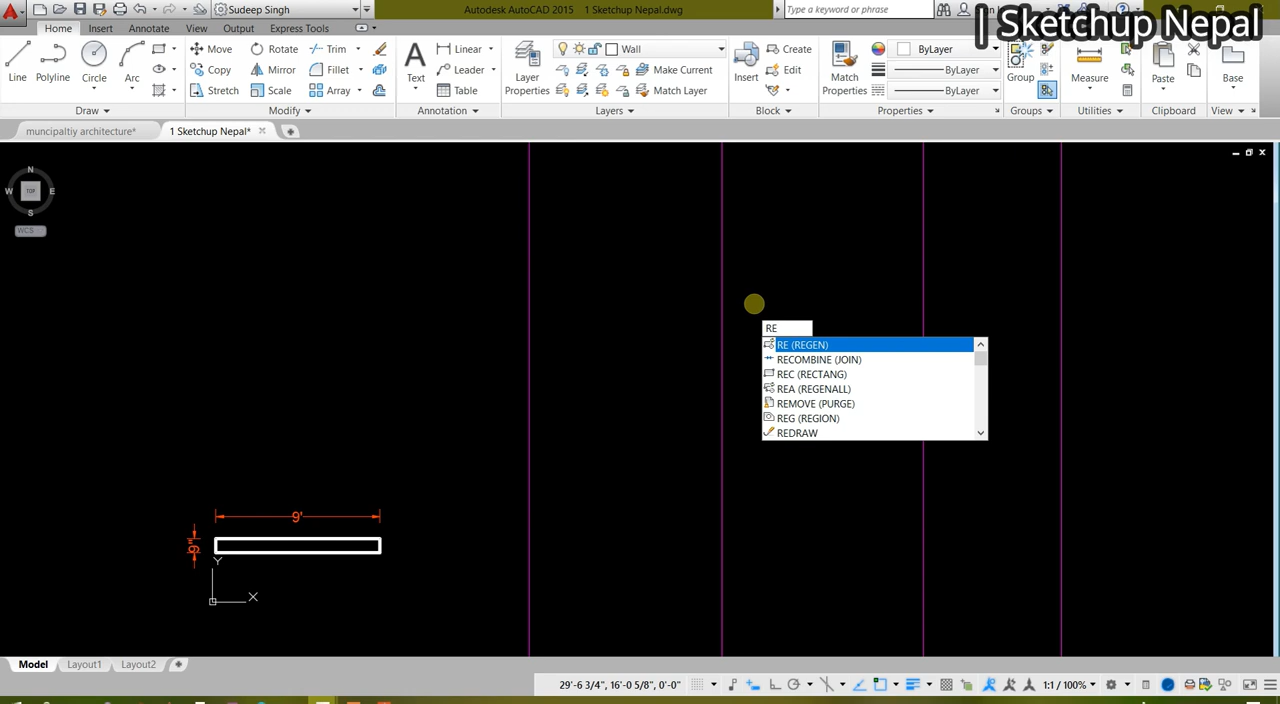 Sudeep Singh
Autodesk AutoCAD 2015 1 Sketchup Nepal.dwg
Type a keyword or phrase
| Sketchup Nepal
Home Insert Annotate View Output Express Tools
Line Polyline Circle Arc
Move Rotate Trim
Copy Mirror Fillet
Stretch Scale Array
Text
Linear
Leader
Table
Layer Properties
Wall
Make Current
Match Layer
Insert
Create
Edit
Match Properties
ByLayer
ByLayer
ByLayer
Group
Measure
Paste
Base
Draw Modify Annotation Layers Block Properties Groups Utilities Clipboard View
muncipaltiy architecture* 1 Sketchup Nepal*
N
W TOP E
S
WCS
RE
RE (REGEN)
RECOMBINE (JOIN)
REC (RECTANG)
REA (REGENALL)
REMOVE (PURGE)
REG (REGION)
REDRAW
9'
9"
Y
X
Model Layout1 Layout2
29'-6 3/4", 16'-0 5/8", 0'-0" MODEL 1:1 / 100%